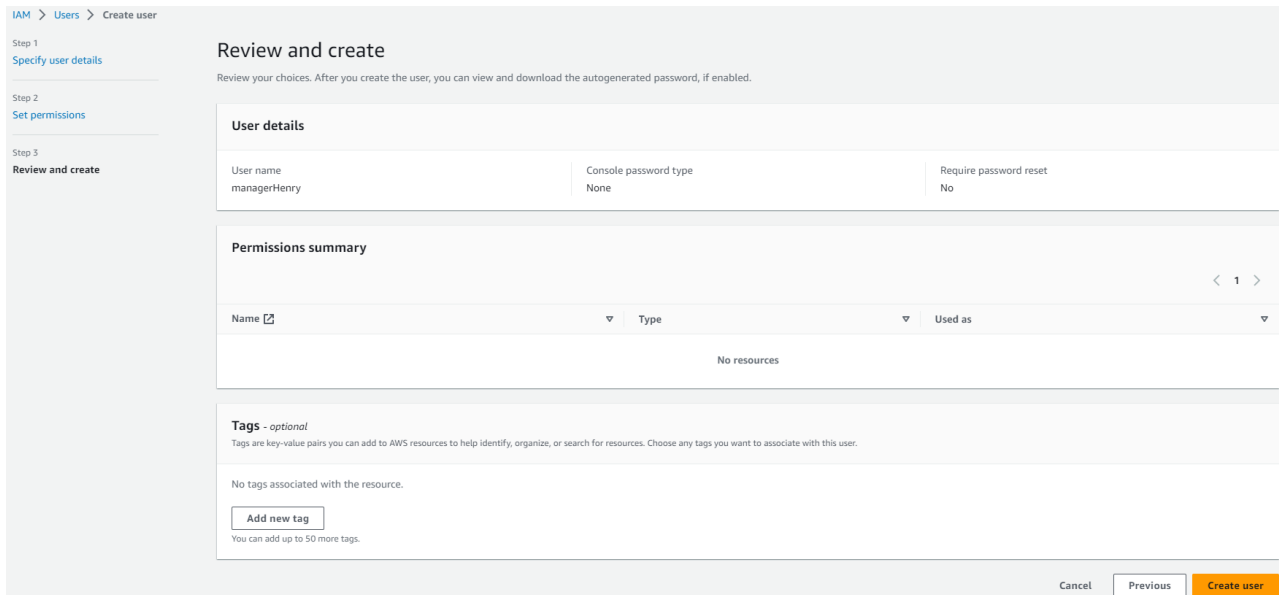 IAM > Users > Create user
Step 1
Specify user details
Step 2
Set permissions
Step 3
Review and create
Review and create
Review your choices. After you create the user, you can view and download the autogenerated password, if enabled.
User details
User name
managerHenry
Console password type
None
Require password reset
No
Permissions summary
< 1 >
Name Type Used as
No resources
Tags - optional
Tags are key-value pairs you can add to AWS resources to help identify, organize, or search for resources. Choose any tags you want to associate with this user.
No tags associated with the resource.
Add new tag
You can add up to 50 more tags.
Cancel Previous Create user